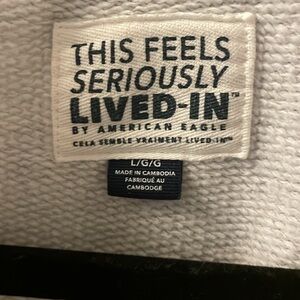 THIS FEELS
SERIOUSLY
LIVED-IN™
BY AMERICAN EAGLE
CELA SEMBLE VRAIMENT LIVED-IN™
L/G/G
MADE IN CAMBODIA
FABRIQUÉ AU
CAMBODGE